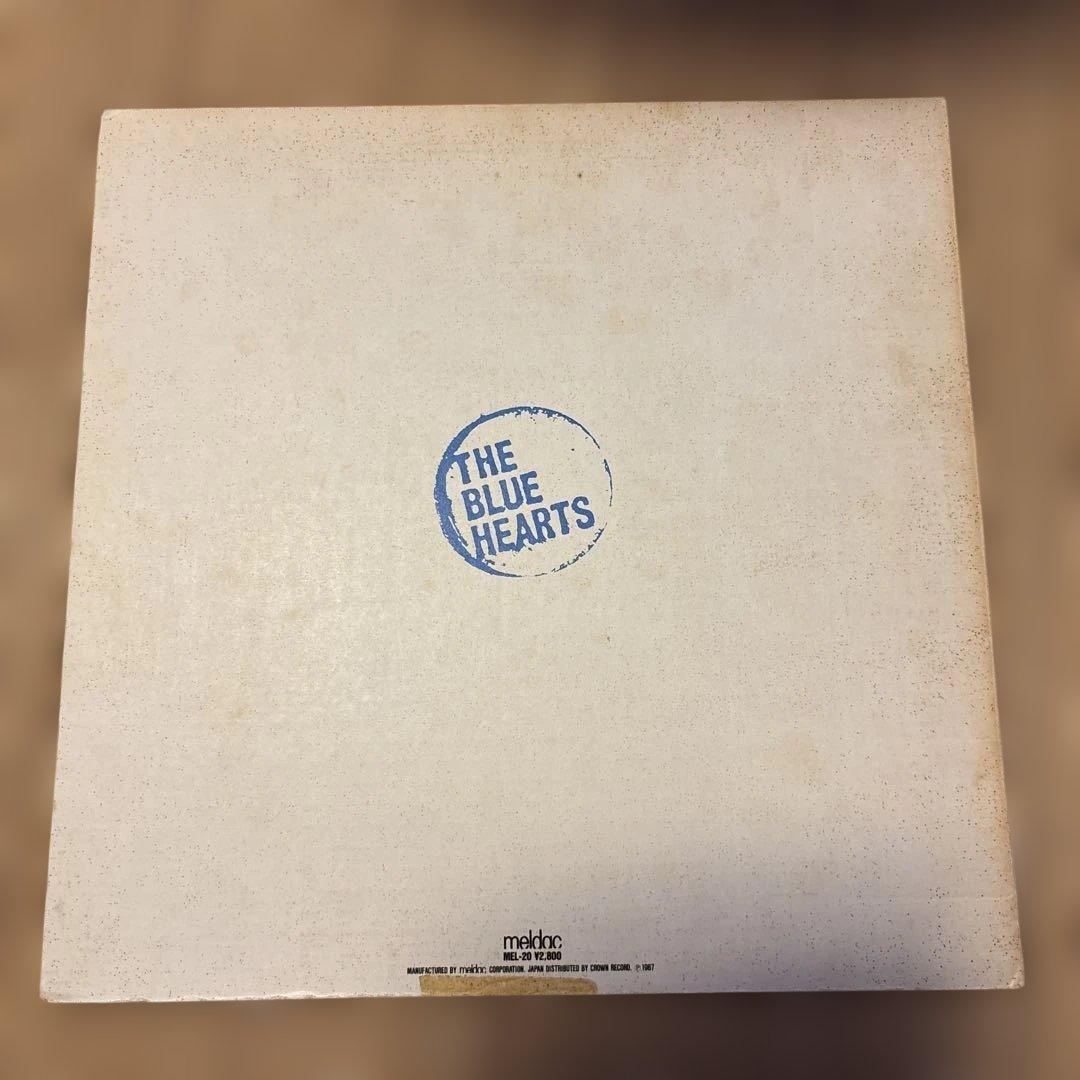 THE
BLUE
HEARTS
meldac
MEL-20 ¥2,800
MANUFACTURED BY meldac CORPORATION. JAPAN DISTRIBUTED BY CROWN RECORD. ℗1987